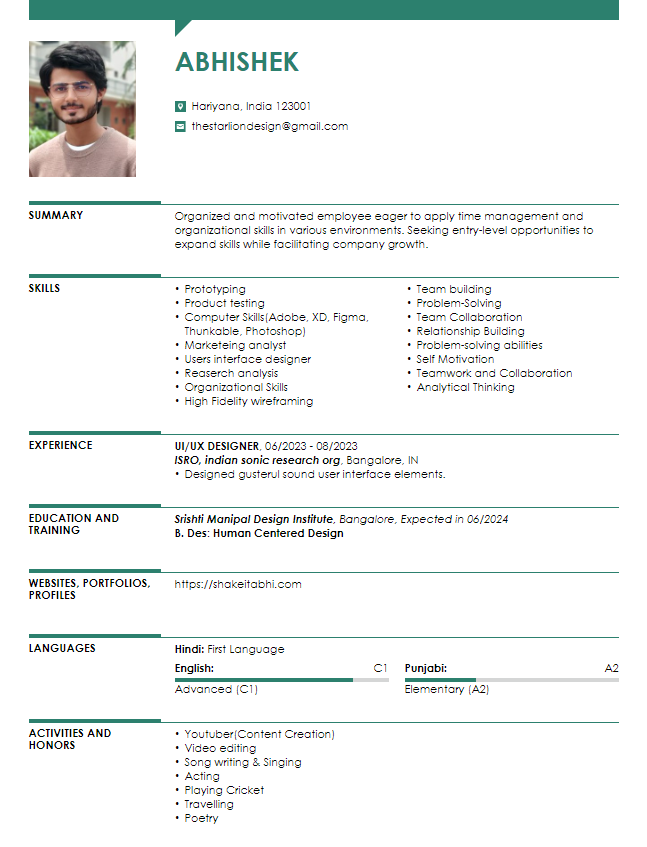 ABHISHEK
Hariyana, India 123001
thestarliondesign@gmail.com
SUMMARY
Organized and motivated employee eager to apply time management and
organizational skills in various environments. Seeking entry-level opportunities to
expand skills while facilitating company growth.
SKILLS
• Prototyping
• Product testing
• Computer Skills(Adobe, XD, Figma,
Thunkable, Photoshop)
• Marketeing analyst
• Users interface designer
• Reaserch analysis
• Organizational Skills
• High Fidelity wireframing
• Team building
• Problem-Solving
• Team Collaboration
• Relationship Building
• Problem-solving abilities
• Self Motivation
• Teamwork and Collaboration
• Analytical Thinking
EXPERIENCE
UI/UX DESIGNER, 06/2023 - 08/2023
ISRO, indian sonic research org, Bangalore, IN
• Designed gusterul sound user interface elements.
EDUCATION AND
TRAINING
Srishti Manipal Design Institute, Bangalore, Expected in 06/2024
B. Des: Human Centered Design
WEBSITES, PORTFOLIOS,
PROFILES
https://shakeitabhi.com
LANGUAGES
Hindi: First Language
English: C1
Advanced (C1)
Punjabi: A2
Elementary (A2)
ACTIVITIES AND
HONORS
• Youtuber(Content Creation)
• Video editing
• Song writing & Singing
• Acting
• Playing Cricket
• Travelling
• Poetry